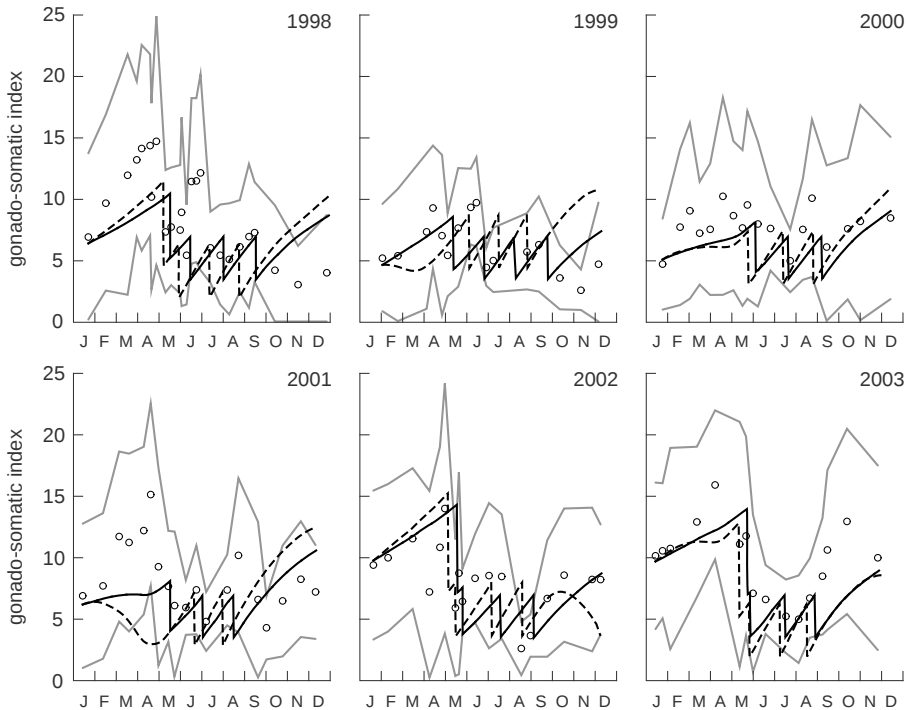 1998
1999
2000
gonado-somatic index
25
20
15
10
5
0
J F M A M J J A S O N D
J F M A M J J A S O N D
J F M A M J J A S O N D
2001
2002
2003
gonado-somatic index
25
20
15
10
5
0
J F M A M J J A S O N D
J F M A M J J A S O N D
J F M A M J J A S O N D